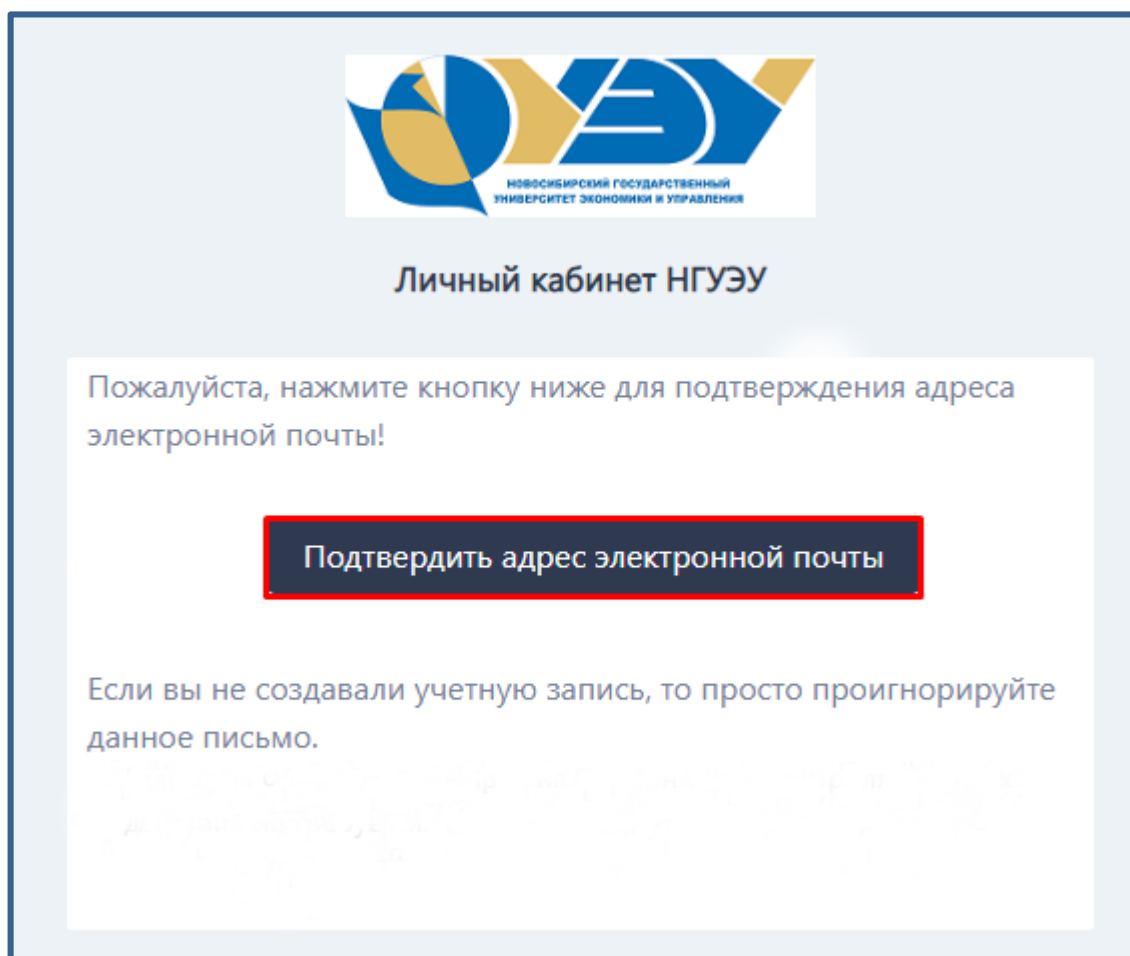 НОВОСИБИРСКИЙ ГОСУДАРСТВЕННЫЙ
УНИВЕРСИТЕТ ЭКОНОМИКИ И УПРАВЛЕНИЯ
Личный кабинет НГУЭУ
Пожалуйста, нажмите кнопку ниже для подтверждения адреса
электронной почты!
Подтвердить адрес электронной почты
Если вы не создавали учетную запись, то просто проигнорируйте
данное письмо.